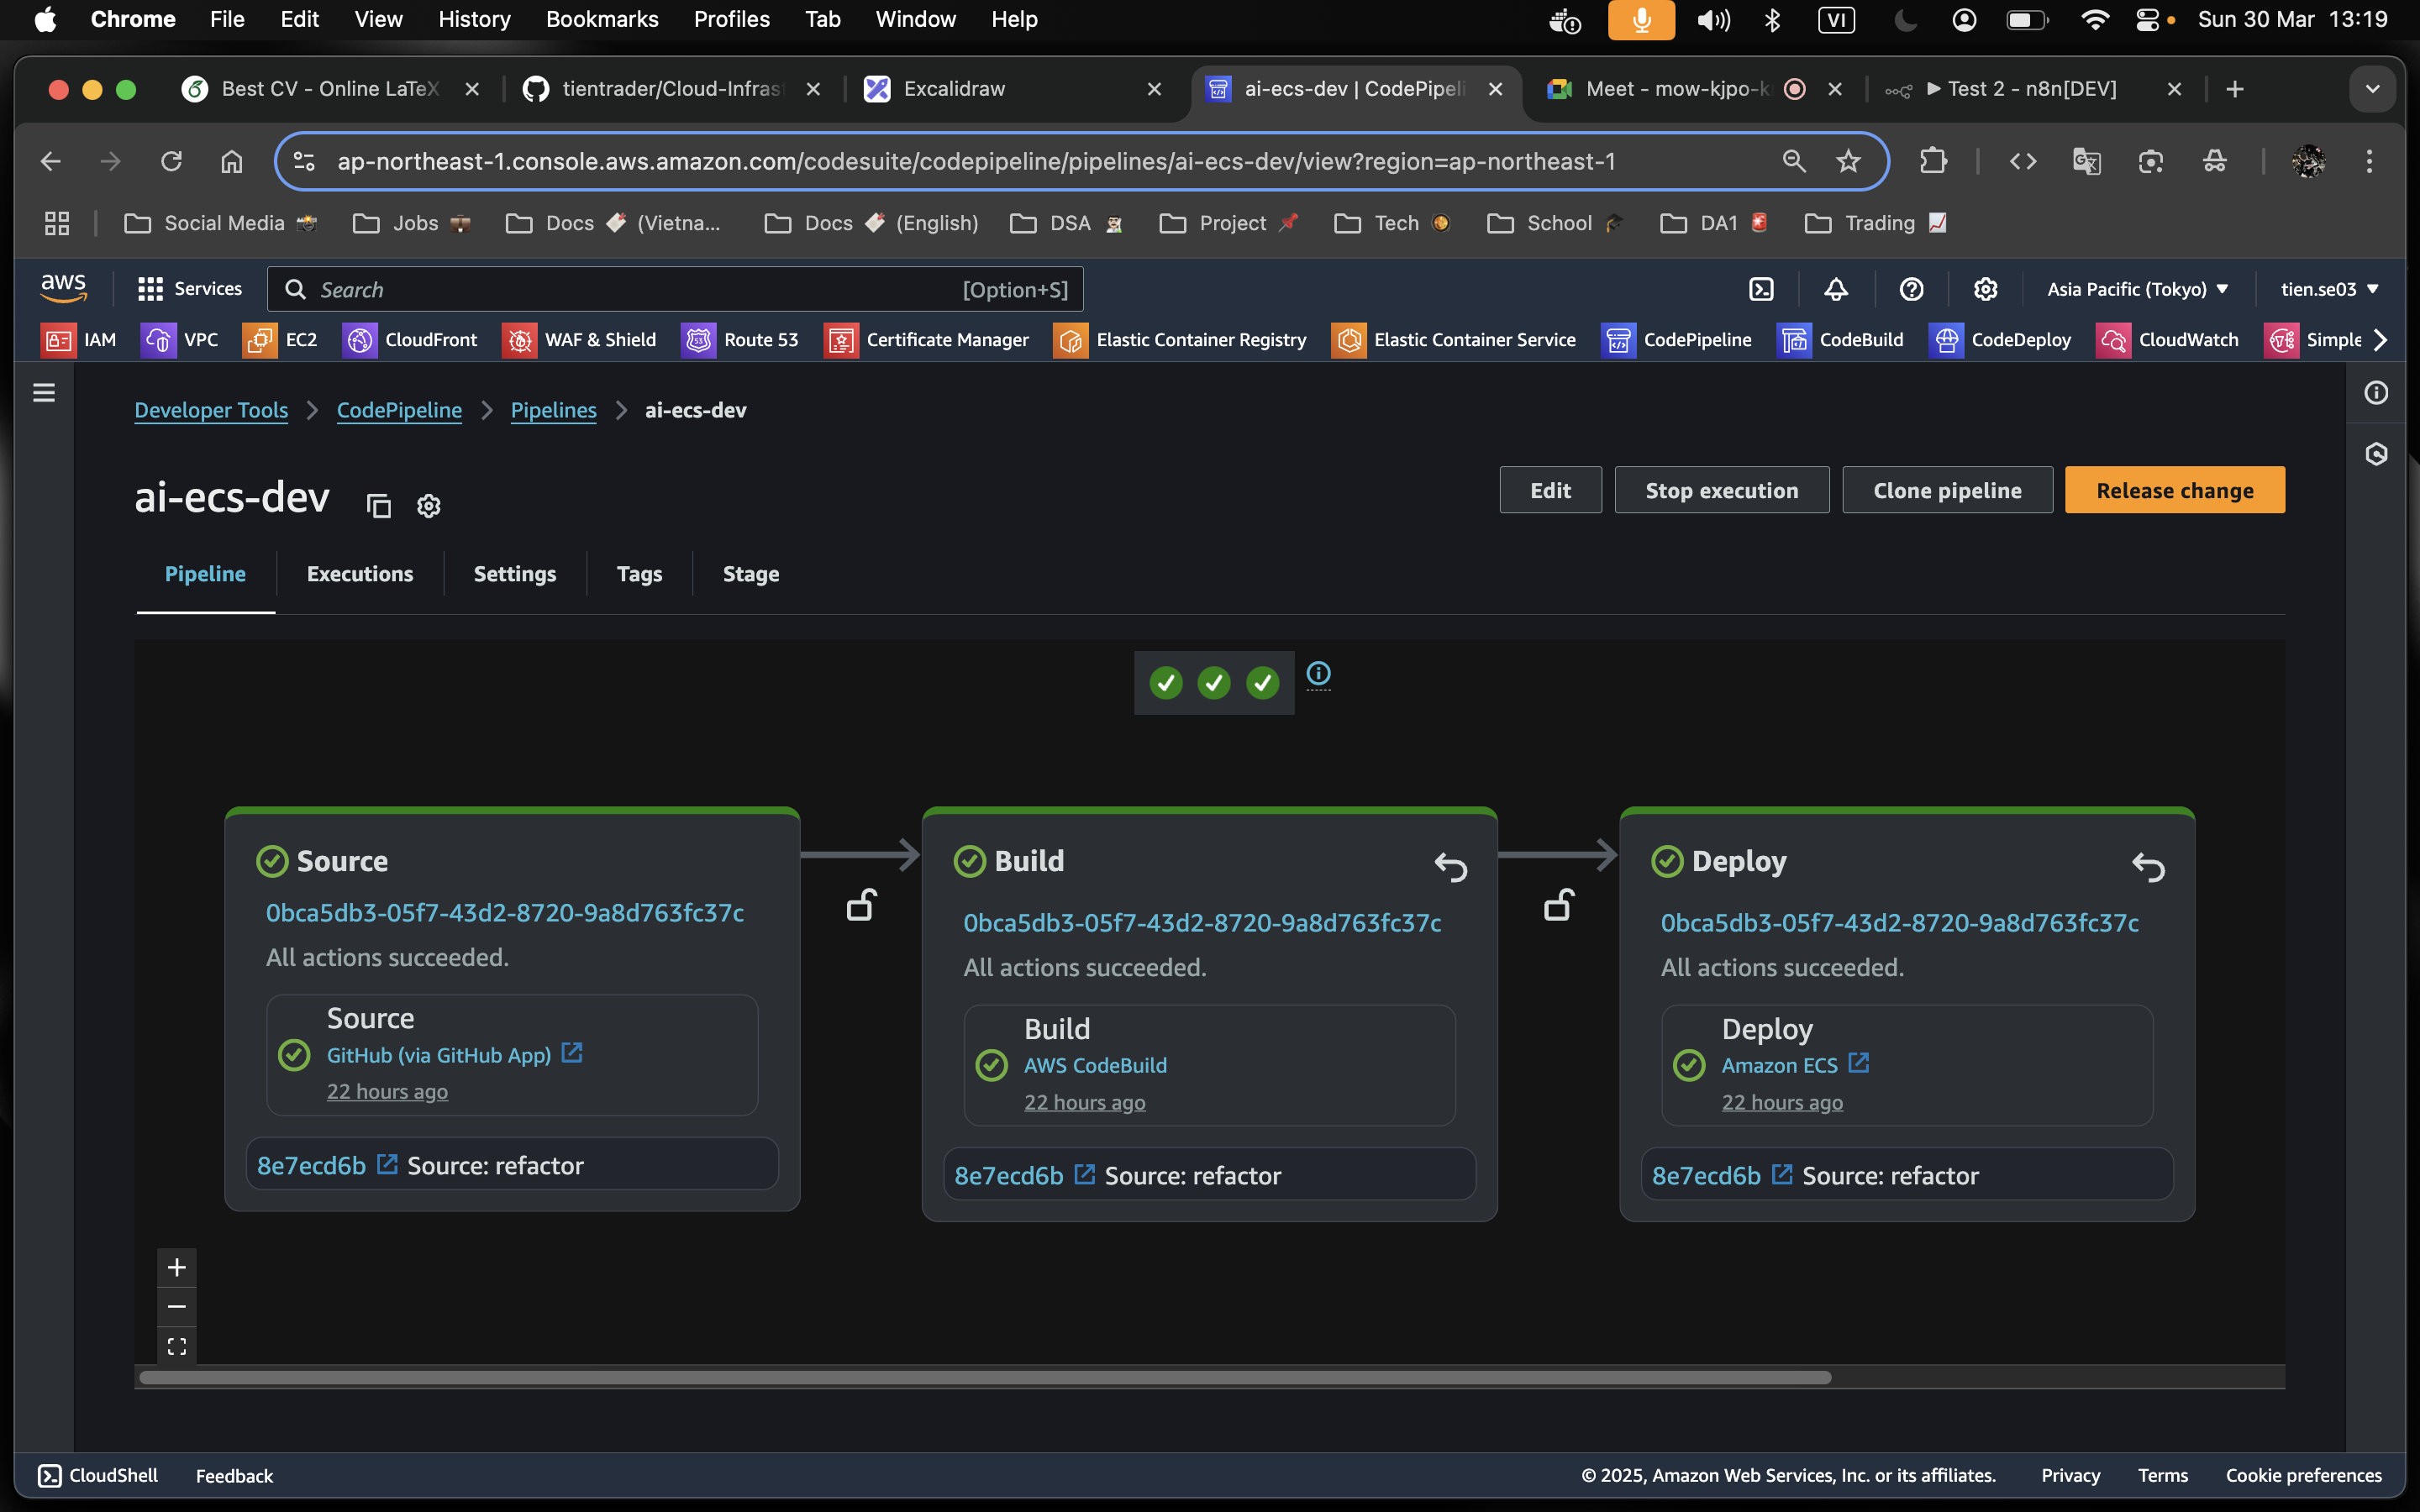 Chrome File Edit View History Bookmarks Profiles Tab Window Help VI Sun 30 Mar 13:19
Best CV - Online LaTeX tientrader/Cloud-Infrast Excalidraw ai-ecs-dev | CodePipeli Meet - mow-kjpo-k ▶ Test 2 - n8n[DEV]
ap-northeast-1.console.aws.amazon.com/codesuite/codepipeline/pipelines/ai-ecs-dev/view?region=ap-northeast-1
Social Media Jobs Docs (Vietna... Docs (English) DSA Project Tech School DA1 Trading
aws Services Search [Option+S] Asia Pacific (Tokyo) tien.se03
IAM VPC EC2 CloudFront WAF & Shield Route 53 Certificate Manager Elastic Container Registry Elastic Container Service CodePipeline CodeBuild CodeDeploy CloudWatch Simple
Developer Tools > CodePipeline > Pipelines > ai-ecs-dev
ai-ecs-dev
Edit Stop execution Clone pipeline Release change
Pipeline Executions Settings Tags Stage
Source
0bca5db3-05f7-43d2-8720-9a8d763fc37c
All actions succeeded.
Source
GitHub (via GitHub App)
22 hours ago
8e7ecd6b Source: refactor
Build
0bca5db3-05f7-43d2-8720-9a8d763fc37c
All actions succeeded.
Build
AWS CodeBuild
22 hours ago
8e7ecd6b Source: refactor
Deploy
0bca5db3-05f7-43d2-8720-9a8d763fc37c
All actions succeeded.
Deploy
Amazon ECS
22 hours ago
8e7ecd6b Source: refactor
CloudShell Feedback © 2025, Amazon Web Services, Inc. or its affiliates. Privacy Terms Cookie preferences